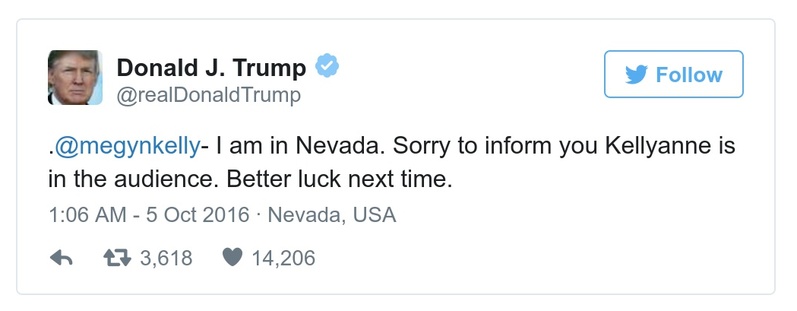 Donald J. Trump
@realDonaldTrump
Follow
.@megynkelly- I am in Nevada. Sorry to inform you Kellyanne is
in the audience. Better luck next time.
1:06 AM - 5 Oct 2016 · Nevada, USA
3,618 14,206